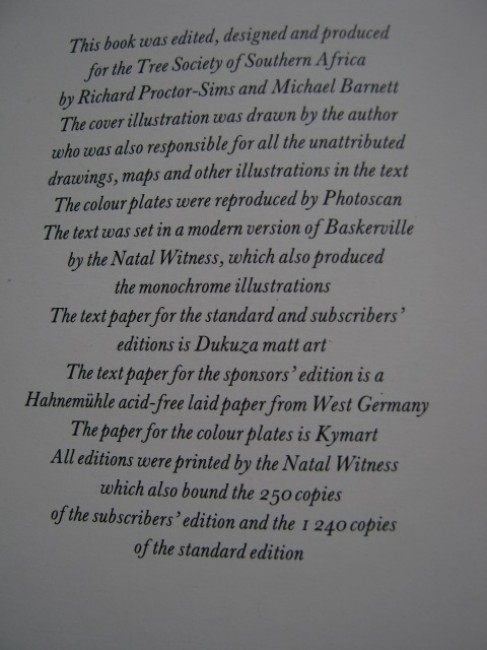 This book was edited, designed and produced
for the Tree Society of Southern Africa
by Richard Proctor-Sims and Michael Barnett
The cover illustration was drawn by the author
who was also responsible for all the unattributed
drawings, maps and other illustrations in the text
The colour plates were reproduced by Photoscan
The text was set in a modern version of Baskerville
by the Natal Witness, which also produced
the monochrome illustrations
The text paper for the standard and subscribers'
editions is Dukuza matt art
The text paper for the sponsors' edition is a
Hahnemühle acid-free laid paper from West Germany
The paper for the colour plates is Kymart
All editions were printed by the Natal Witness
which also bound the 250 copies
of the subscribers' edition and the 1 240 copies
of the standard edition